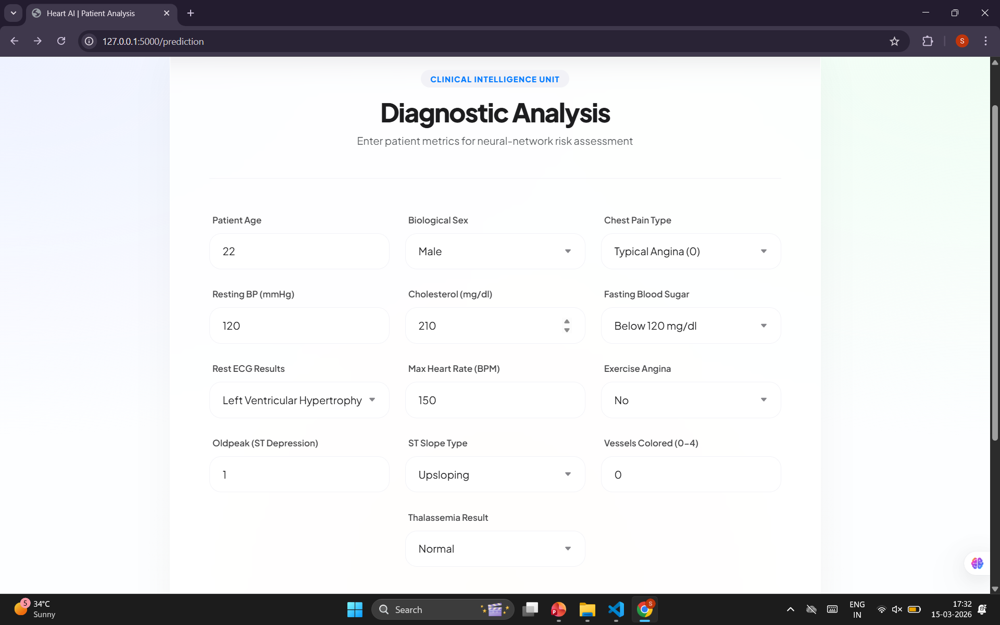 Heart AI | Patient Analysis
127.0.0.1:5000/prediction
S
CLINICAL INTELLIGENCE UNIT
Diagnostic Analysis
Enter patient metrics for neural-network risk assessment
Patient Age
22
Biological Sex
Male
Chest Pain Type
Typical Angina (0)
Resting BP (mmHg)
120
Cholesterol (mg/dl)
210
Fasting Blood Sugar
Below 120 mg/dl
Rest ECG Results
Left Ventricular Hypertrophy
Max Heart Rate (BPM)
150
Exercise Angina
No
Oldpeak (ST Depression)
1
ST Slope Type
Upsloping
Vessels Colored (0-4)
0
Thalassemia Result
Normal
5
34°C
Sunny
Search
P
S
ENG
IN
17:32
15-03-2026